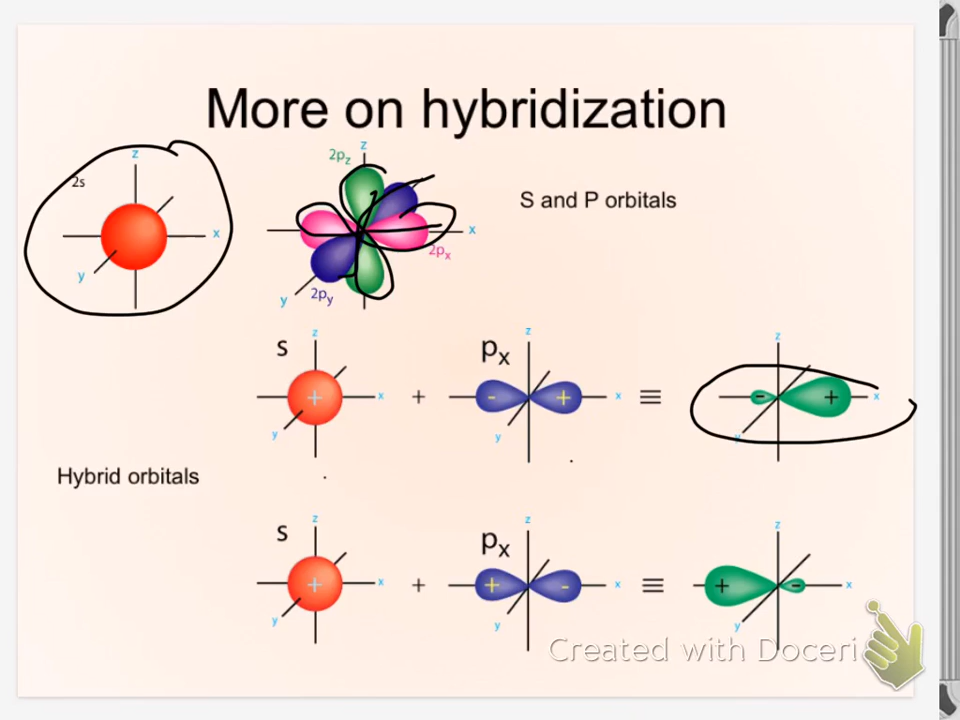 More on hybridization
z
2s
x
y
2pz
z
x
2px
y
2py
S and P orbitals
s
z
+
x
y
+
px
z
-
+
x
y
≡
z
-
+
x
y
Hybrid orbitals
s
z
+
x
y
+
px
z
+
-
x
y
≡
z
+
-
x
y
Created with Doceri